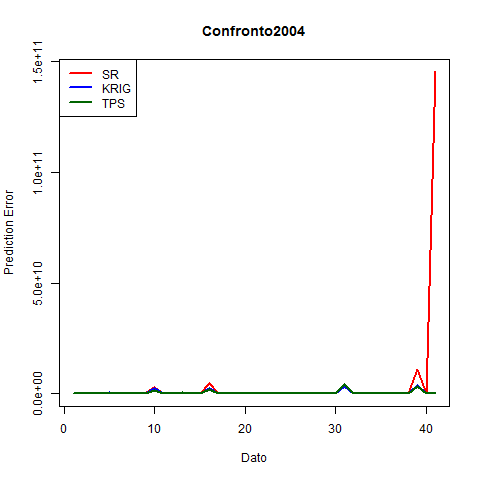 Confronto2004
SR
KRIG
TPS
Prediction Error
0.0e+00
5.0e+10
1.0e+11
1.5e+11
0 10 20 30 40
Dato